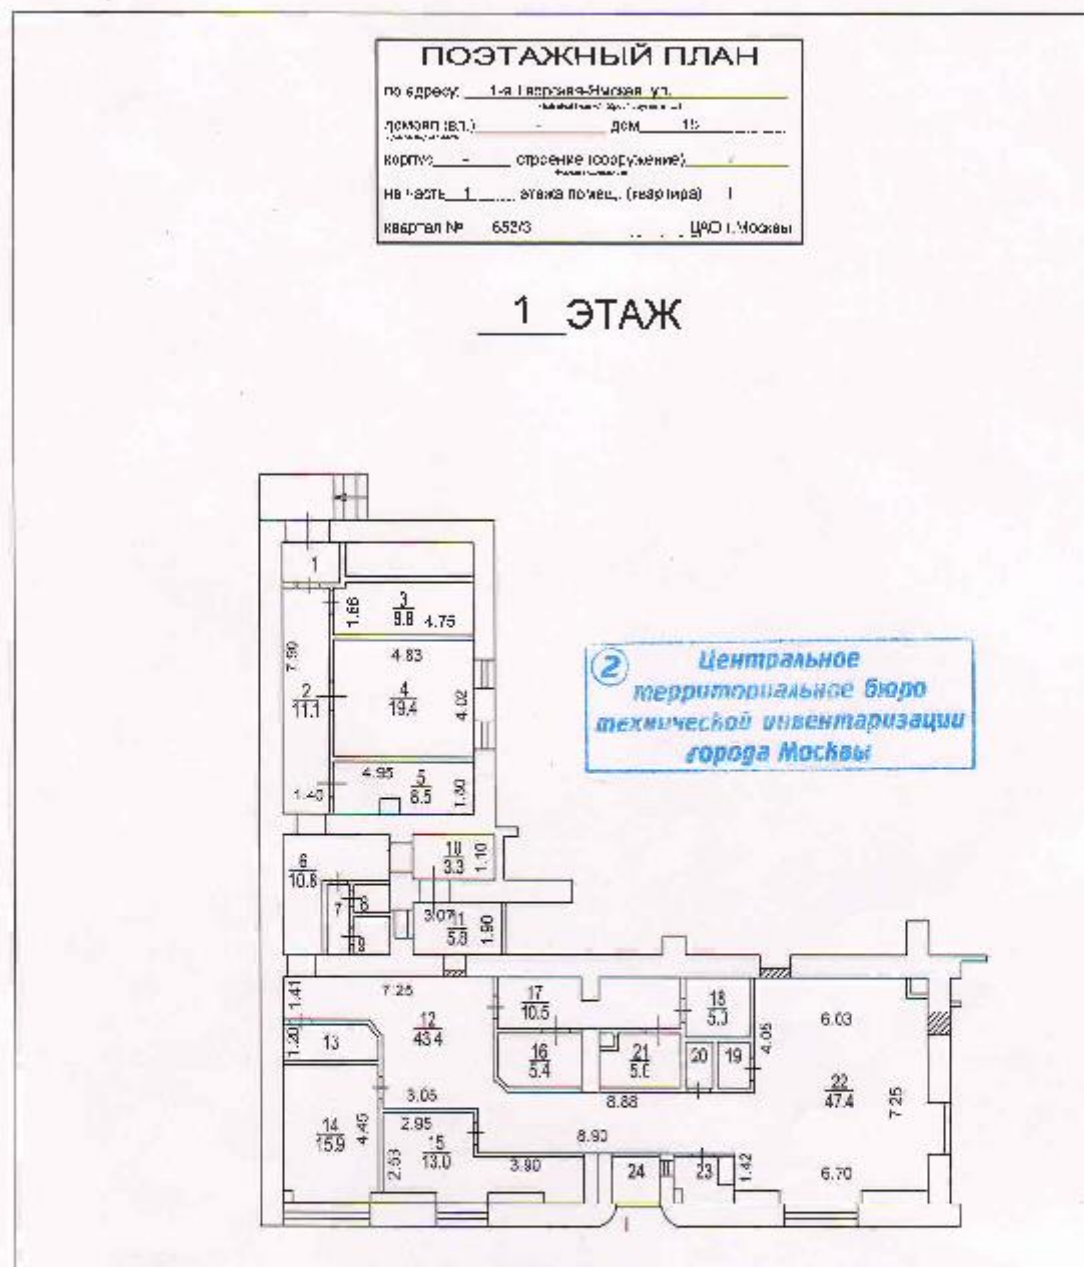 ПОЭТАЖНЫЙ ПЛАН
по адресу: 1-я Тверская-Ямская ул.
дом 15
корпус - строение (сооружение) -
на часть 1 этажа помещ. (квартира) I
квартал № 652/3 ЦАО г. Москвы
1 ЭТАЖ
2 Центральное
территориальное бюро
технической инвентаризации
города Москвы
1
1.66 3 9.8 4.75
7.90
4.83
2 11.1
4 19.4 4.02
4.95 5 8.5 1.80
1.40
6 10.8
10 3.3 1.10
7 8
3.07 11 5.8 1.90
9
1.41 7.25
12 43.4
17 10.5
18 5.3
6.03
1.20 13
16 5.4
21
20 19
4.05
3.05
8.88
22 47.4 7.25
14 15.9 4.45
2.95
15 13.0 2.53
8.90
3.90
24
23 1.42
6.70
I